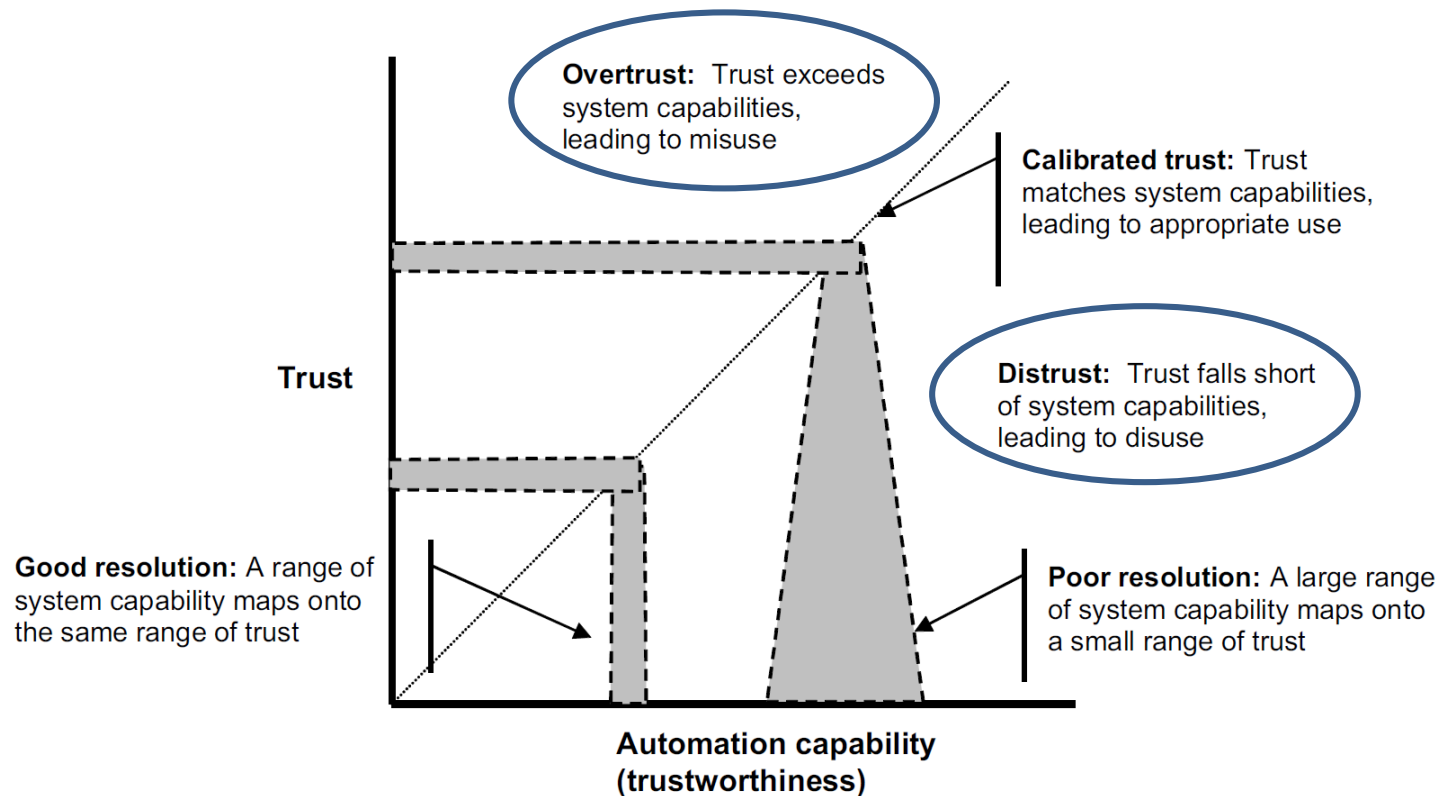 Overtrust: Trust exceeds
system capabilities,
leading to misuse
Calibrated trust: Trust
matches system capabilities,
leading to appropriate use
Trust
Distrust: Trust falls short
of system capabilities,
leading to disuse
Good resolution: A range of
system capability maps onto
the same range of trust
Poor resolution: A large range
of system capability maps onto
a small range of trust
Automation capability
(trustworthiness)